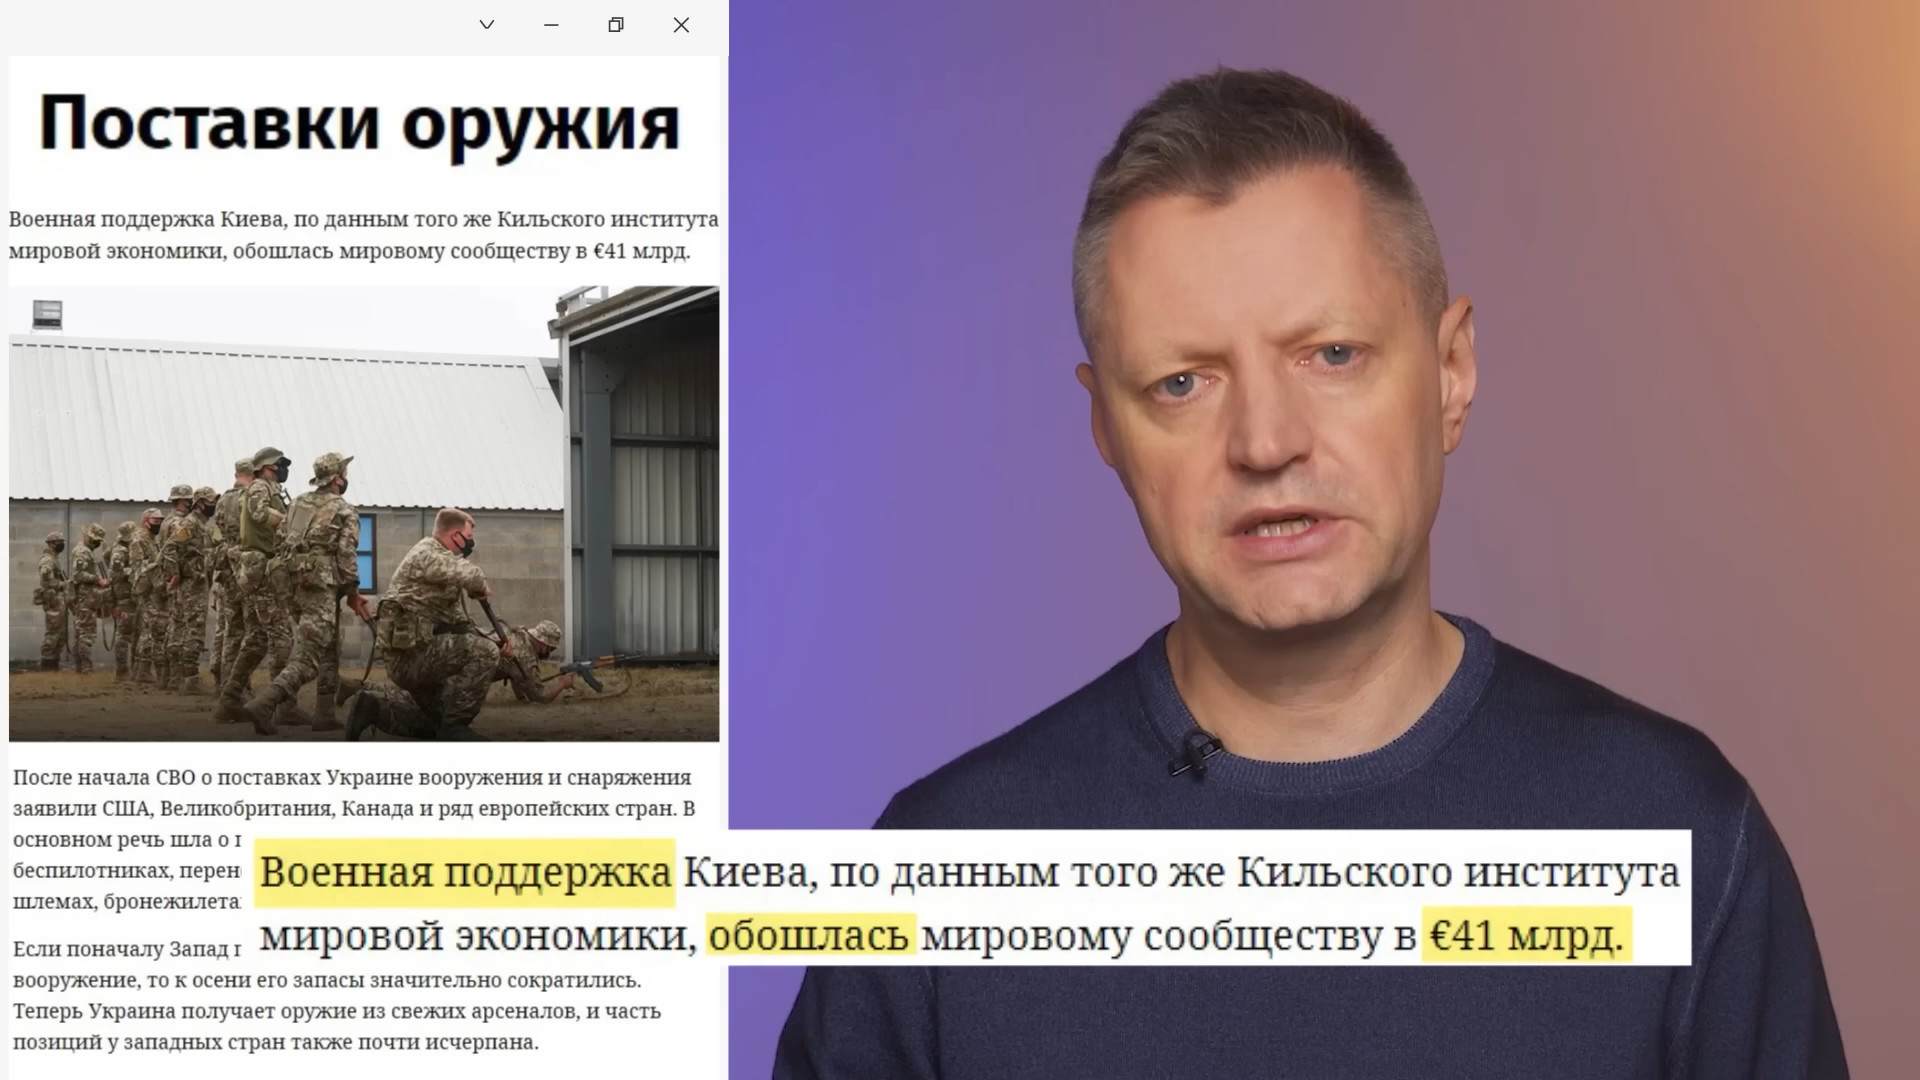 Поставки оружия
Военная поддержка Киева, по данным того же Кильского института
мировой экономики, обошлась мировому сообществу в €41 млрд.
После начала СВО о поставках Украине вооружения и снаряжения
заявили США, Великобритания, Канада и ряд европейских стран. В
основном речь шла о
беспилотниках,
Если поначалу Запад
вооружение, то к осени его запасы значительно сократились.
Теперь Украина получает оружие из свежих арсеналов, и часть
позиций у западных стран также почти исчерпана.
Военная поддержка Киева, по данным того же Кильского института
мировой экономики, обошлась мировому сообществу в €41 млрд.